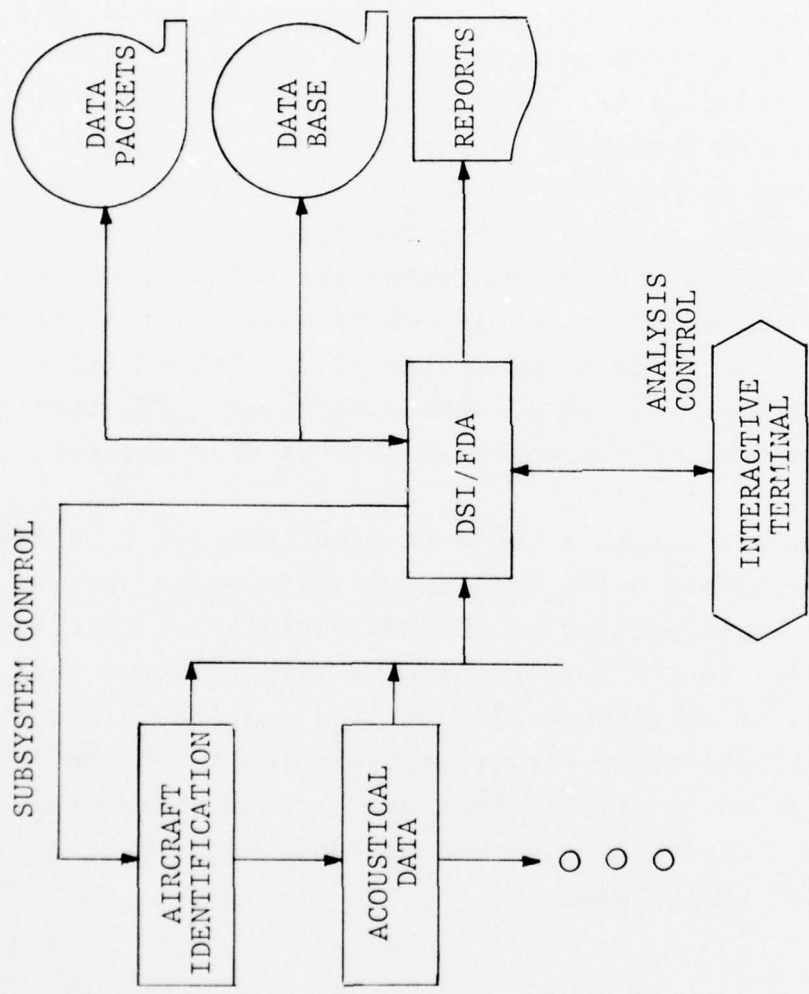 SUBSYSTEM CONTROL
AIRCRAFT
IDENTIFICATION
ACOUSTICAL
DATA
DSI/FDA
DATA
PACKETS
DATA
BASE
REPORTS
ANALYSIS
CONTROL
INTERACTIVE
TERMINAL